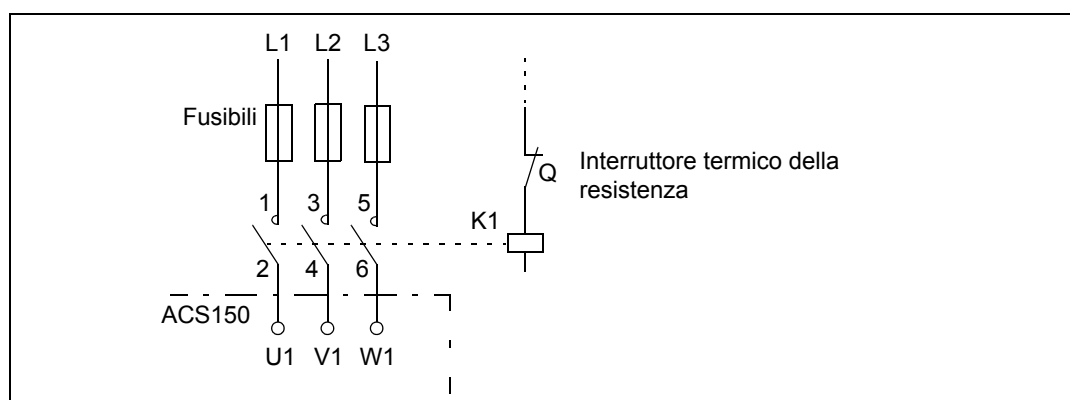 L1 L2 L3
Fusibili
Interruttore termico della
resistenza
Q
1 3 5
K1
2 4 6
ACS150
U1 V1 W1